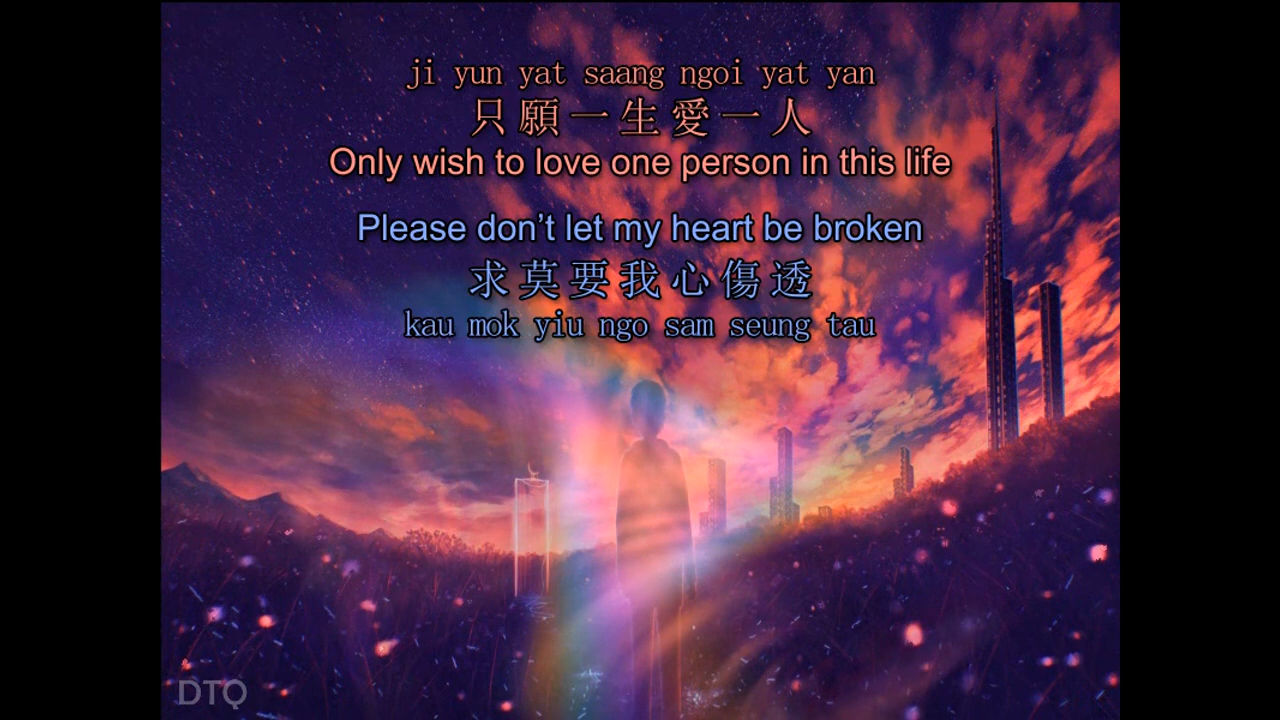 ji yun yat saang ngoi yat yan
只願一生愛一人
Only wish to love one person in this life
Please don’t let my heart be broken
求莫要我心傷透
kau mok yiu ngo sam seung tau
DTQ